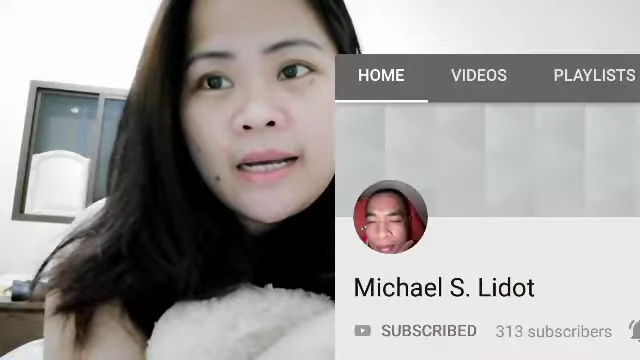 HOME VIDEOS PLAYLISTS
Michael S. Lidot
SUBSCRIBED 313 subscribers